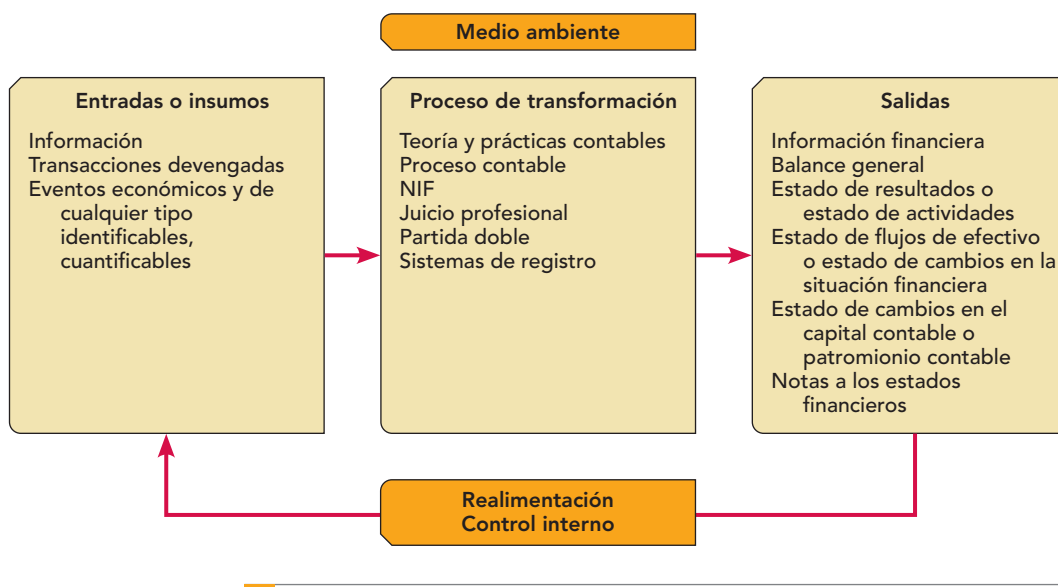 Medio ambiente
Entradas o insumos
Información
Transacciones devengadas
Eventos económicos y de
cualquier tipo
identificables,
cuantificables
Proceso de transformación
Teoría y prácticas contables
Proceso contable
NIF
Juicio profesional
Partida doble
Sistemas de registro
Salidas
Información financiera
Balance general
Estado de resultados o
estado de actividades
Estado de flujos de efectivo
o estado de cambios en la
situación financiera
Estado de cambios en el
capital contable o
patromionio contable
Notas a los estados
financieros
Realimentación
Control interno